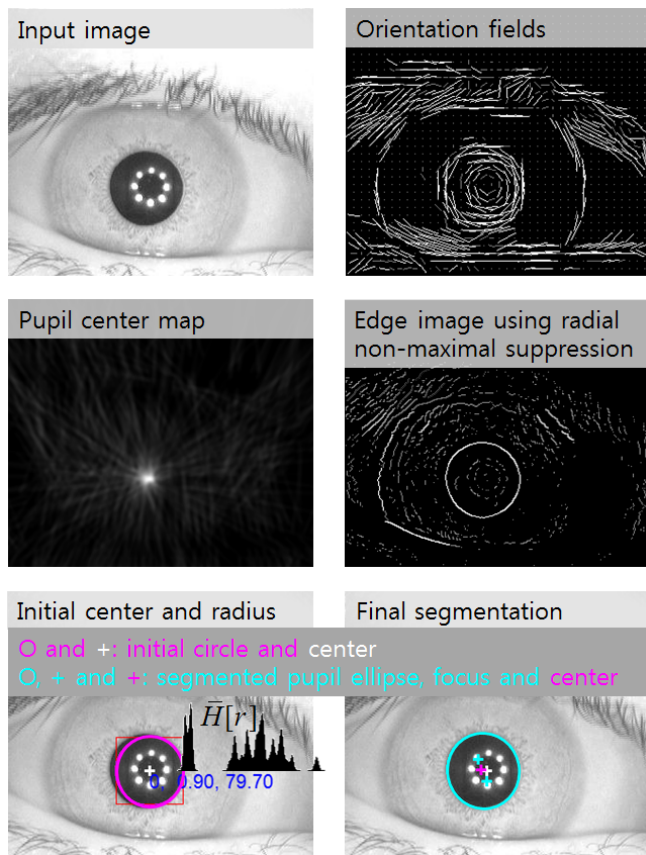 Input image
Orientation fields
Pupil center map
Edge image using radial
non-maximal suppression
Initial center and radius
Final segmentation
O and +: initial circle and center
O, + and +: segmented pupil ellipse, focus and center
H̅[r]
0.90, 79.70